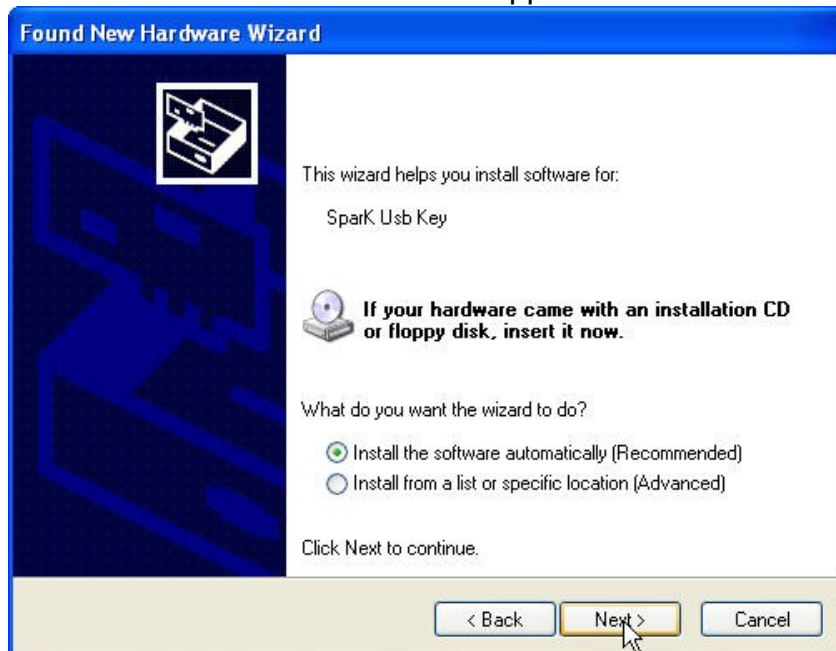 Found New Hardware Wizard
This wizard helps you install software for:
SparK Usb Key
If your hardware came with an installation CD
or floppy disk, insert it now.
What do you want the wizard to do?
Install the software automatically (Recommended)
Install from a list or specific location (Advanced)
Click Next to continue.
< Back Next > Cancel